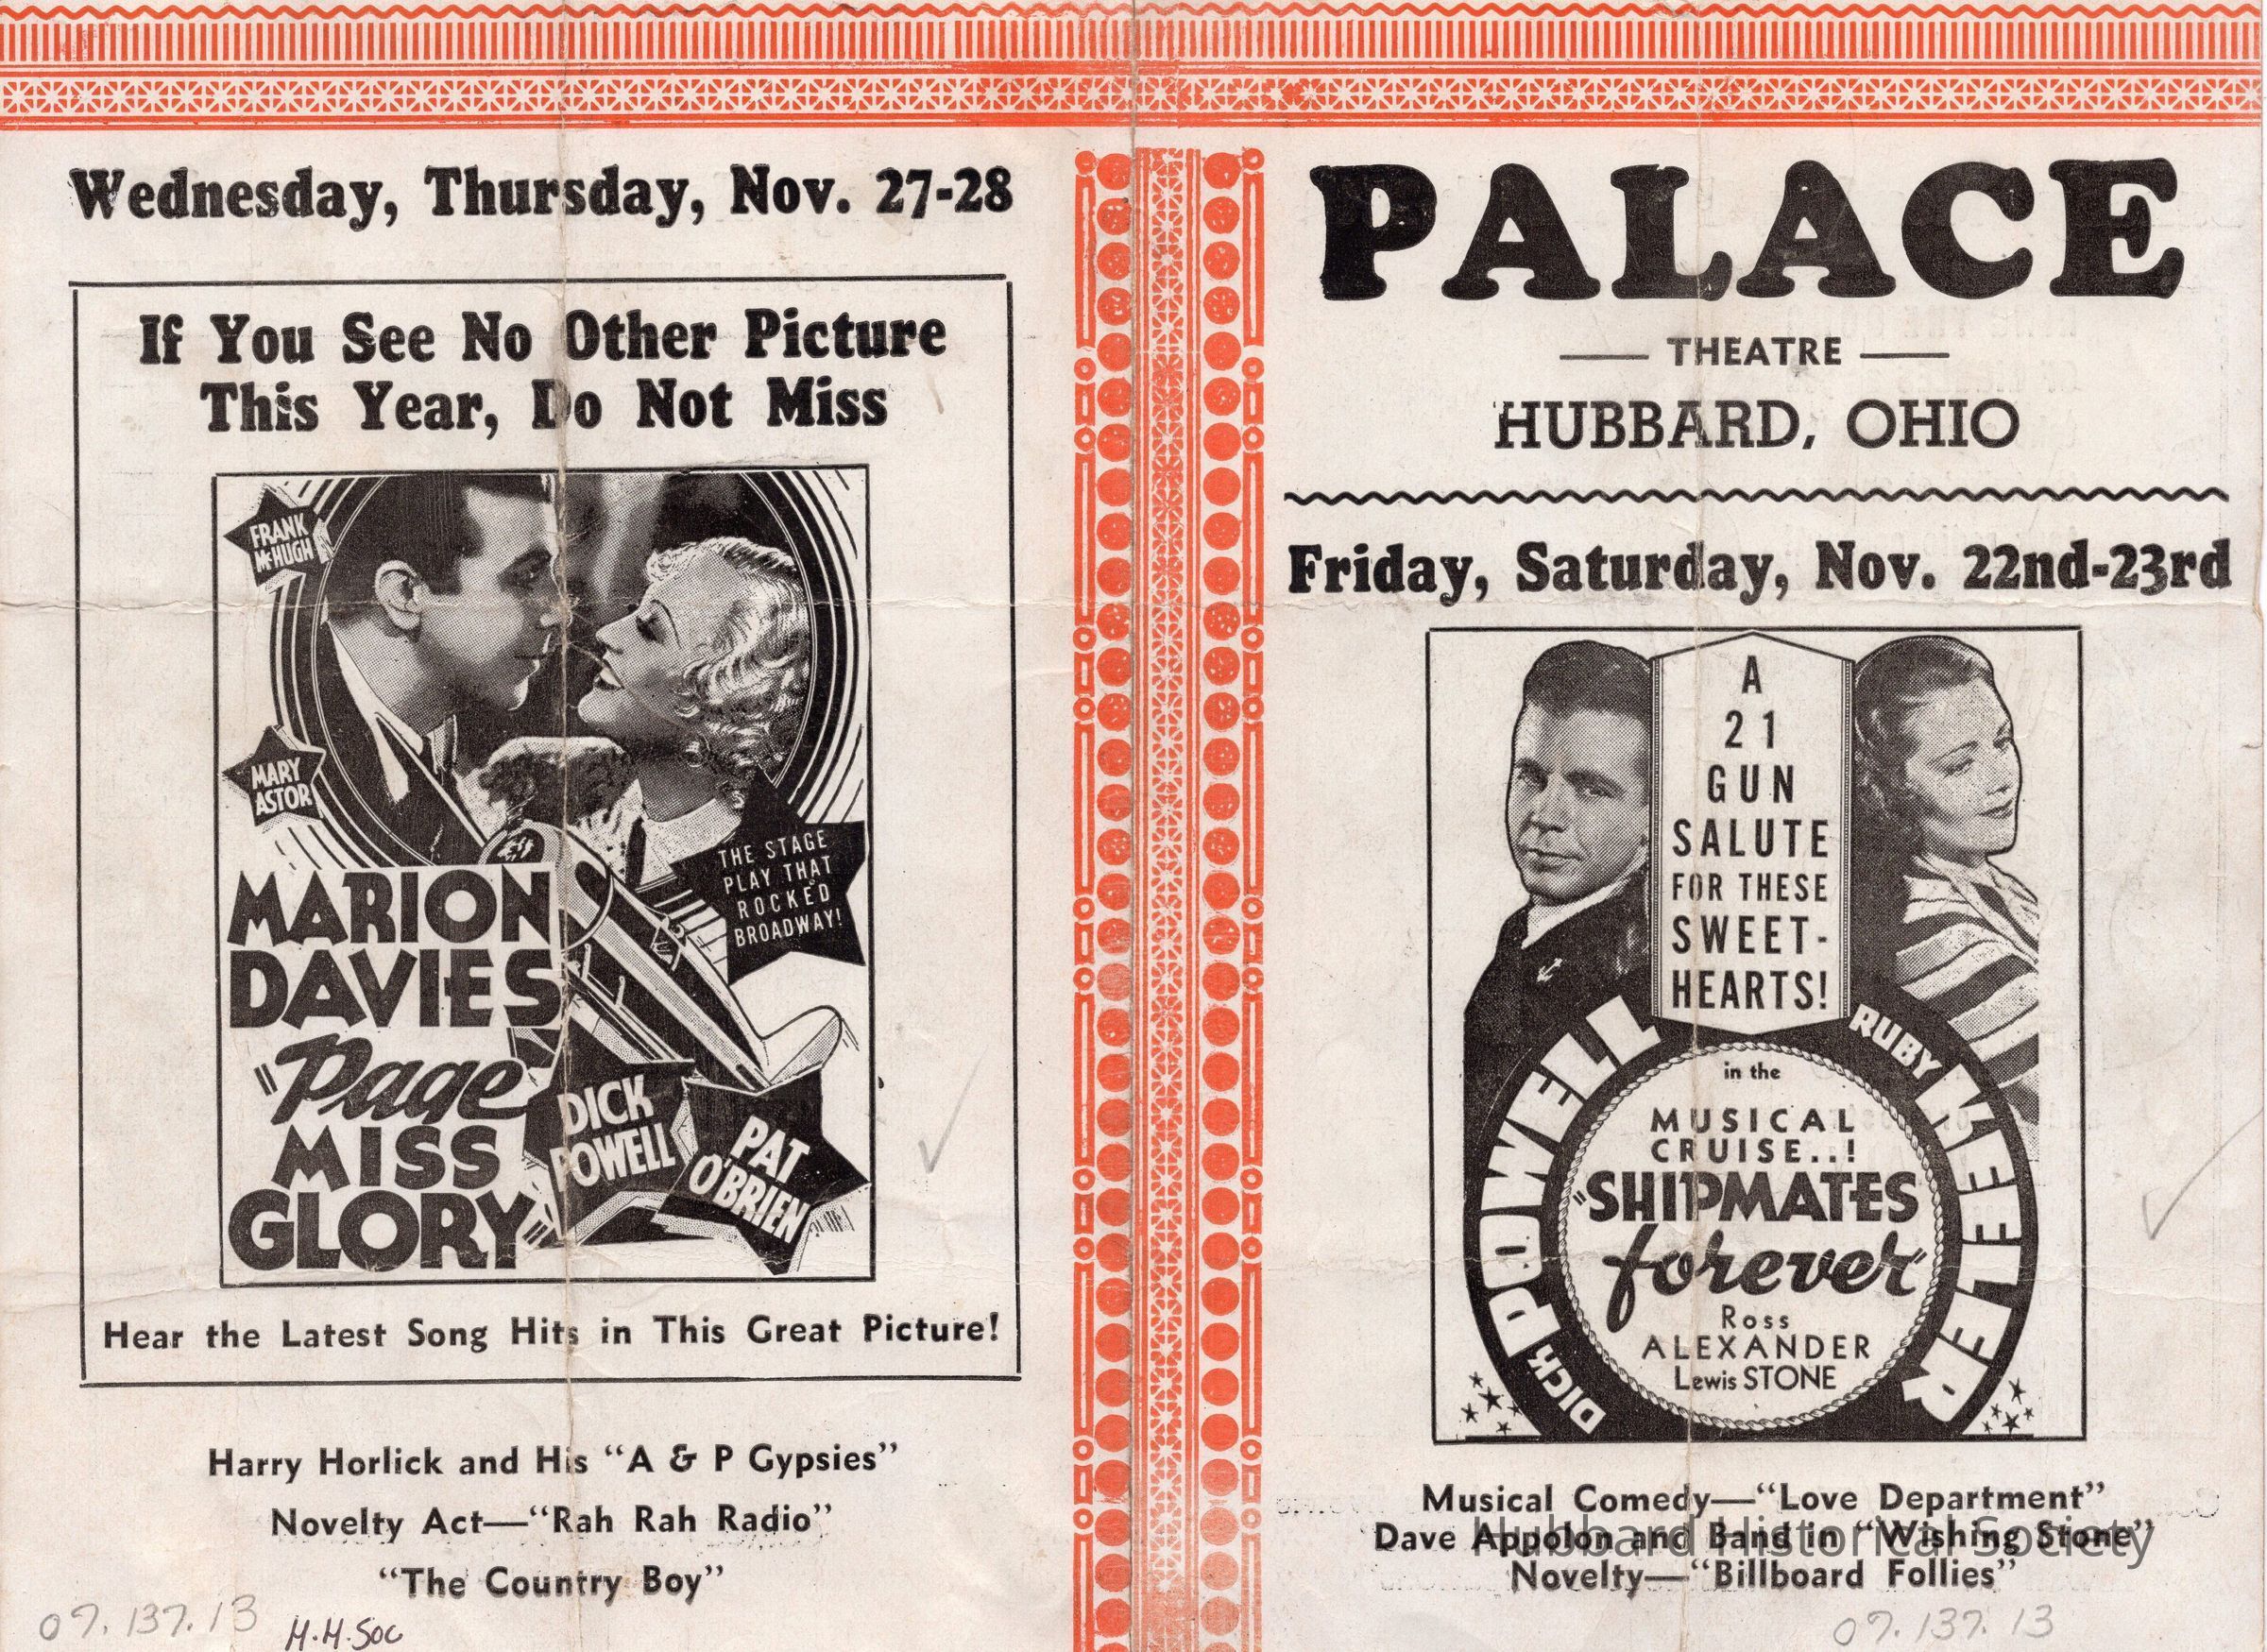 Wednesday, Thursday, Nov. 27-28
If You See No Other Picture
This Year, Do Not Miss
FRANK
McHUGH
MARY
ASTOR
THE STAGE
PLAY THAT
ROCKED
BROADWAY!
MARION
DAVIES
"Page
MISS
GLORY"
DICK
POWELL
PAT
O'BRIEN
Hear the Latest Song Hits in This Great Picture!
Harry Horlick and His "A & P Gypsies"
Novelty Act—"Rah Rah Radio"
"The Country Boy"
07.137.13
H.H.Soc
PALACE
THEATRE
HUBBARD, OHIO
Friday, Saturday, Nov. 22nd-23rd
A
21
GUN
SALUTE
FOR THESE
SWEET-
HEARTS!
DICK POWELL
RUBY KEELER
in the
MUSICAL
CRUISE..!
"SHIPMATES
forever"
Ross
ALEXANDER
Lewis STONE
Musical Comedy—"Love Department"
Dave Appolon and Band in "Wishing Stone"
Hubbard Historical Society
Novelty—"Billboard Follies"
07.137.13